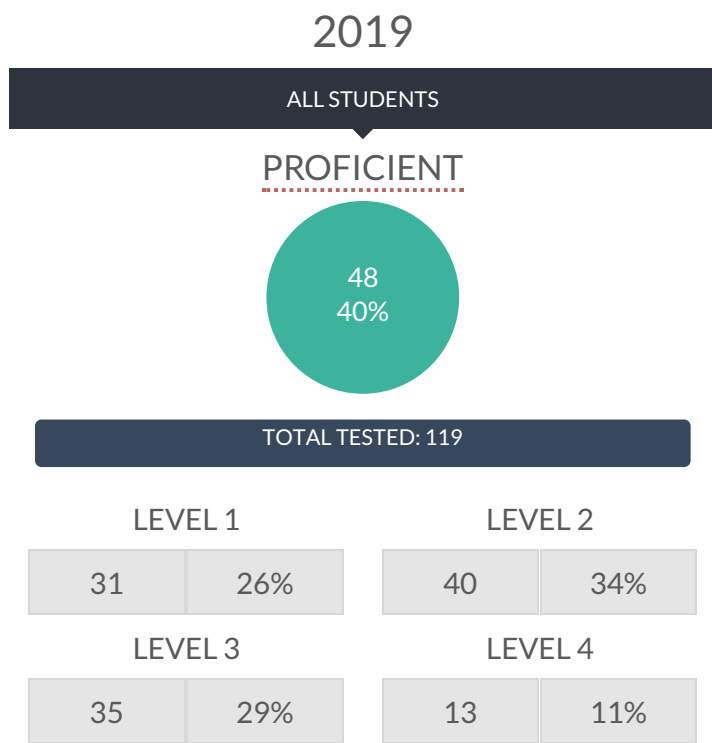 2019
ALL STUDENTS
PROFICIENT
48
40%
TOTAL TESTED: 119
LEVEL 1 LEVEL 2
31 26% 40 34%
LEVEL 3 LEVEL 4
35 29% 13 11%